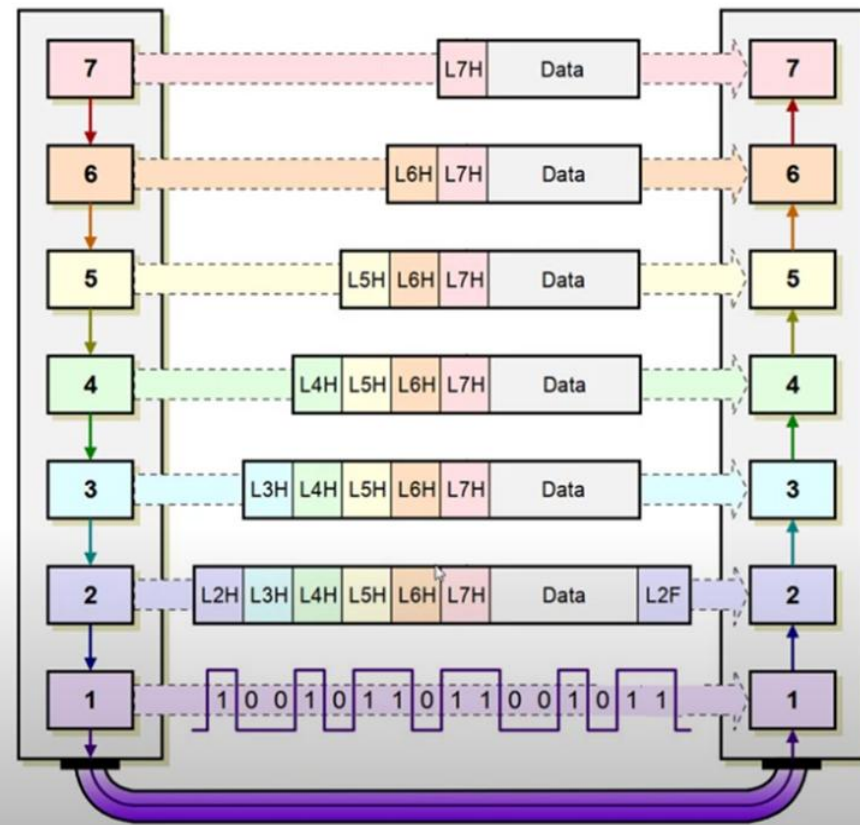 7 L7H Data 7
6 L6H L7H Data 6
5 L5H L6H L7H Data 5
4 L4H L5H L6H L7H Data 4
3 L3H L4H L5H L6H L7H Data 3
2 L2H L3H L4H L5H L6H L7H Data L2F 2
1 1 0 0 1 0 1 1 0 1 1 0 0 1 0 1 1 1